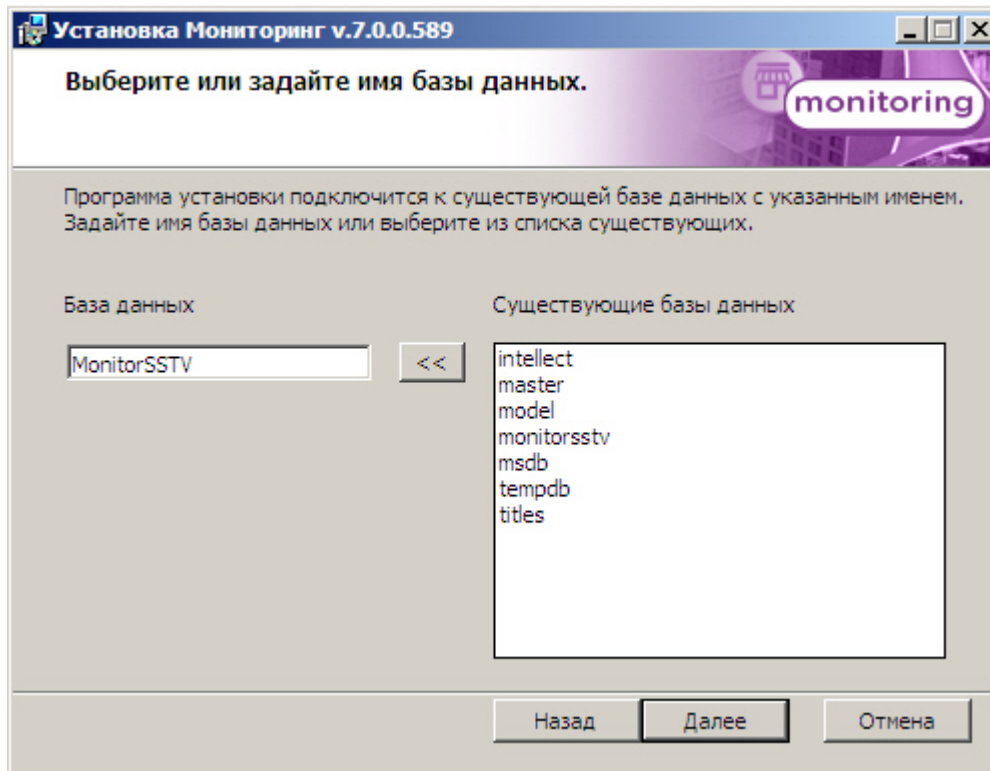 Установка Мониторинг v.7.0.0.589
Выберите или задайте имя базы данных.
monitoring
Программа установки подключится к существующей базе данных с указанным именем.
Задайте имя базы данных или выберите из списка существующих.
База данных
Существующие базы данных
MonitorSSTV
<<
intellect
master
model
monitorsstv
msdb
tempdb
titles
Назад
Далее
Отмена